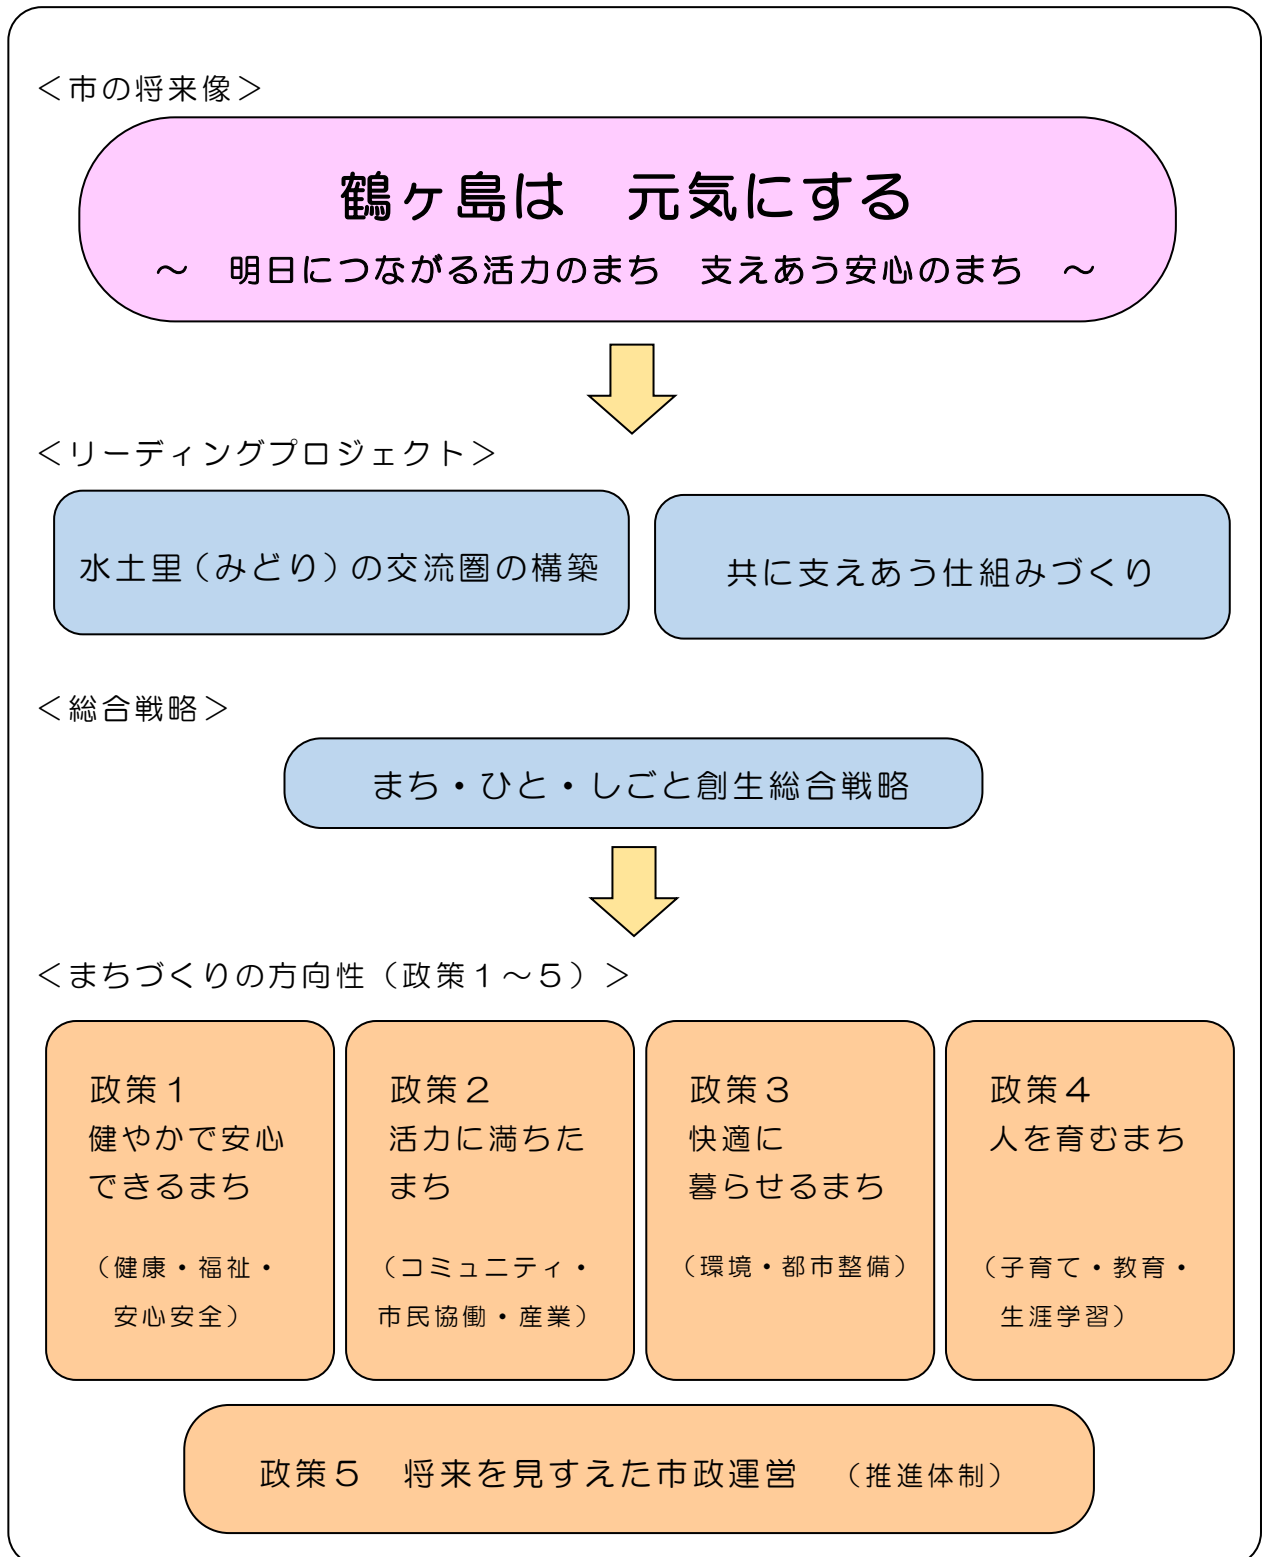 ＜市の将来像＞
鶴ヶ島は　元気にする
～　明日につながる活力のまち　支えあう安心のまち　～
＜リーディングプロジェクト＞
水土里（みどり）の交流圏の構築
共に支えあう仕組みづくり
＜総合戦略＞
まち・ひと・しごと創生総合戦略
＜まちづくりの方向性（政策１～５）＞
政策１
健やかで安心
できるまち
（健康・福祉・
安心安全）
政策２
活力に満ちた
まち
（コミュニティ・
市民協働・産業）
政策３
快適に
暮らせるまち
（環境・都市整備）
政策４
人を育むまち
（子育て・教育・
生涯学習）
政策５　将来を見すえた市政運営　（推進体制）